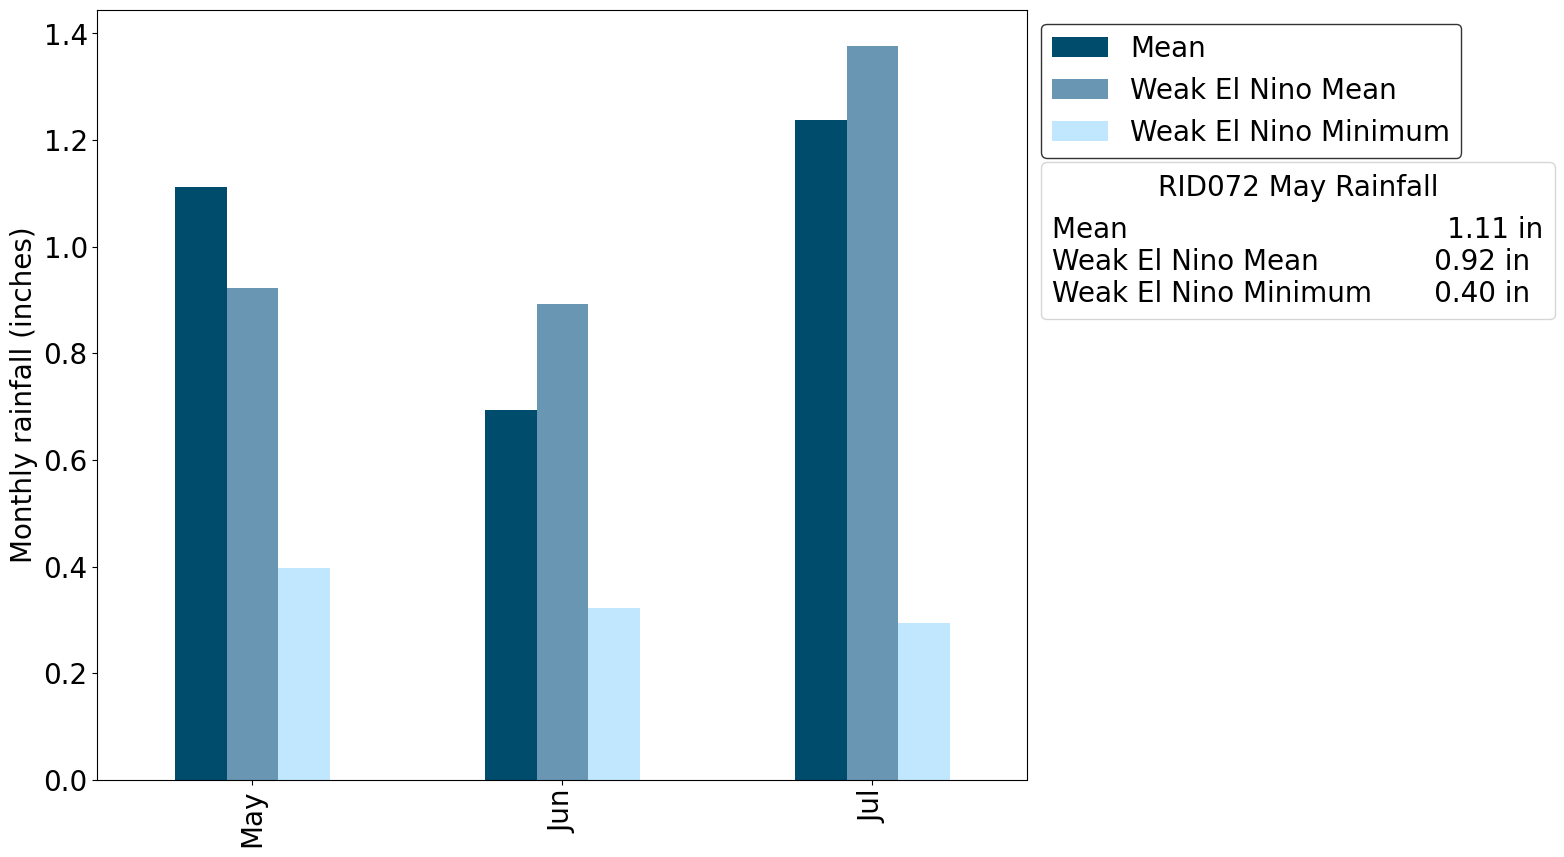 Monthly rainfall (inches)
1.4
1.2
1.0
0.8
0.6
0.4
0.2
0.0
May
Jun
Jul
Mean
Weak El Nino Mean
Weak El Nino Minimum
RID072 May Rainfall
Mean 1.11 in
Weak El Nino Mean 0.92 in
Weak El Nino Minimum 0.40 in